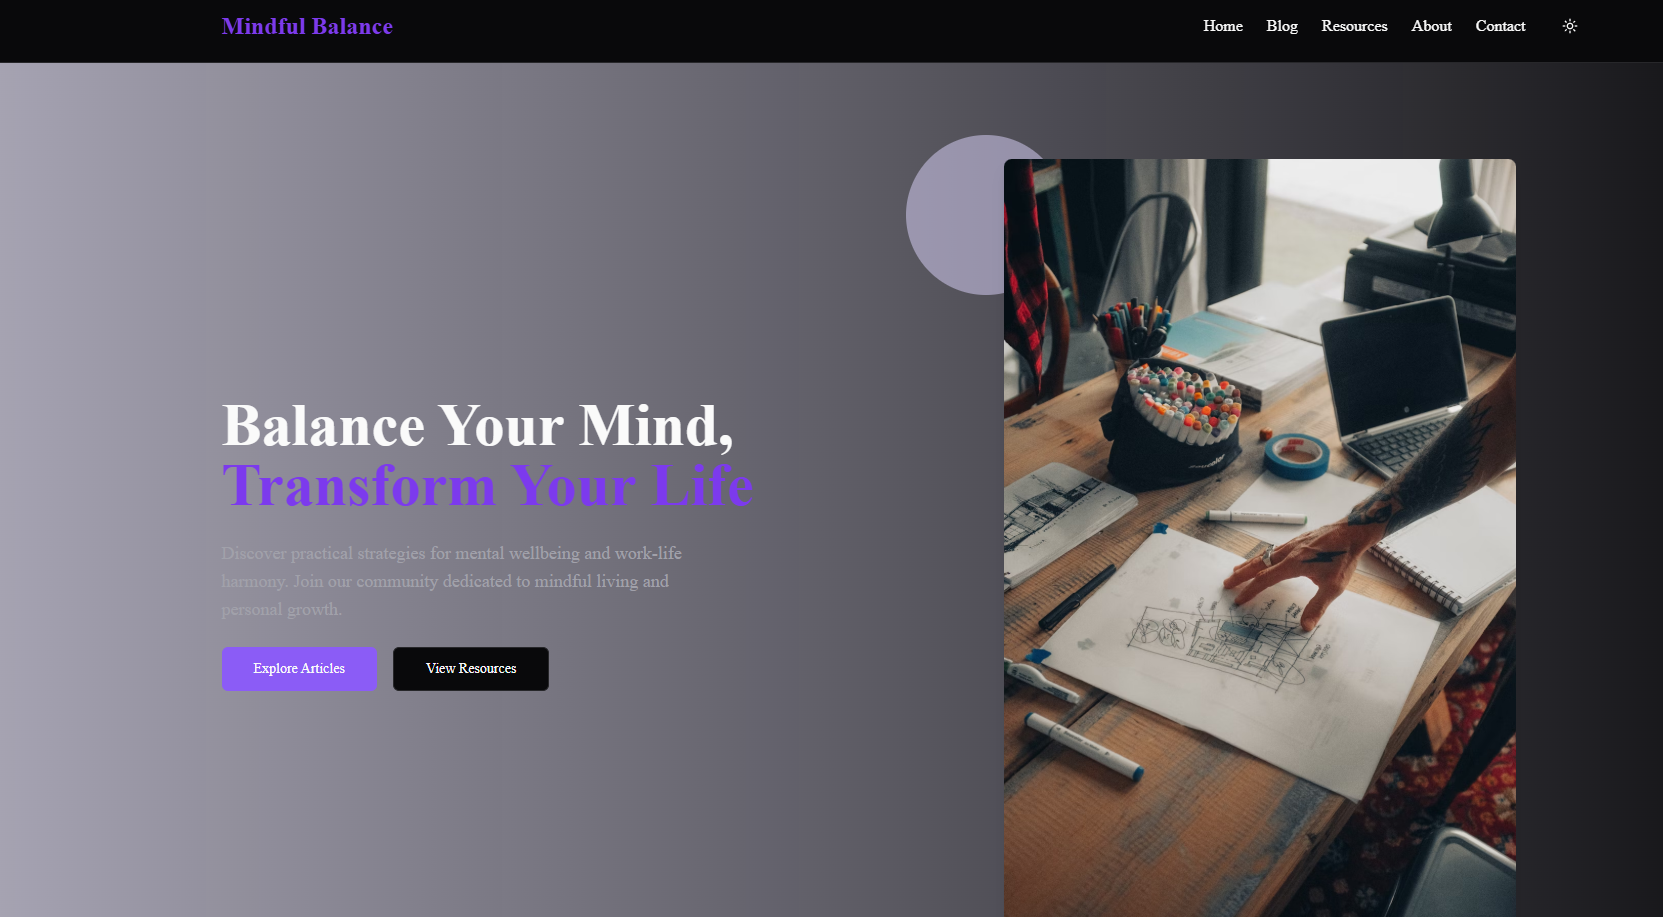 Mindful Balance
Home Blog Resources About Contact
Balance Your Mind,
Transform Your Life
Discover practical strategies for mental wellbeing and work-life
harmony. Join our community dedicated to mindful living and
personal growth.
Explore Articles View Resources